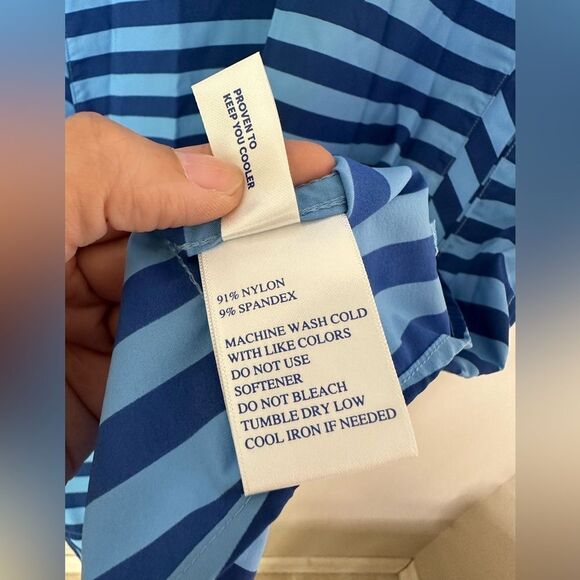 PROVEN TO
KEEP YOU COOLER
91% NYLON
9% SPANDEX
MACHINE WASH COLD
WITH LIKE COLORS
DO NOT USE
SOFTENER
DO NOT BLEACH
TUMBLE DRY LOW
COOL IRON IF NEEDED